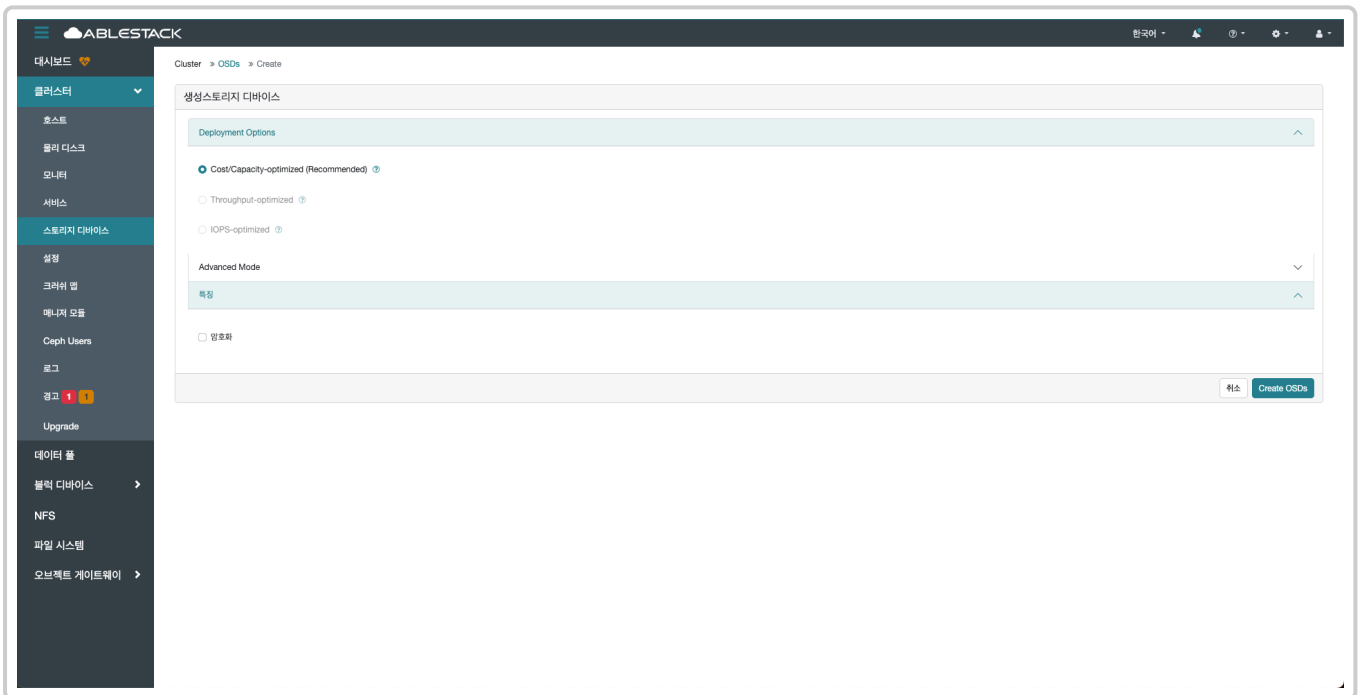 ABLESTACK
한국어
대시보드
Cluster » OSDs » Create
클러스터
생성스토리지 디바이스
호스트
물리 디스크
모니터
서비스
스토리지 디바이스
설정
크러쉬 맵
매니저 모듈
Ceph Users
로그
경고 1 1
Upgrade
데이터 풀
블럭 디바이스
NFS
파일 시스템
오브젝트 게이트웨이
Deployment Options
Cost/Capacity-optimized (Recommended)
Throughput-optimized
IOPS-optimized
Advanced Mode
특징
암호화
취소
Create OSDs